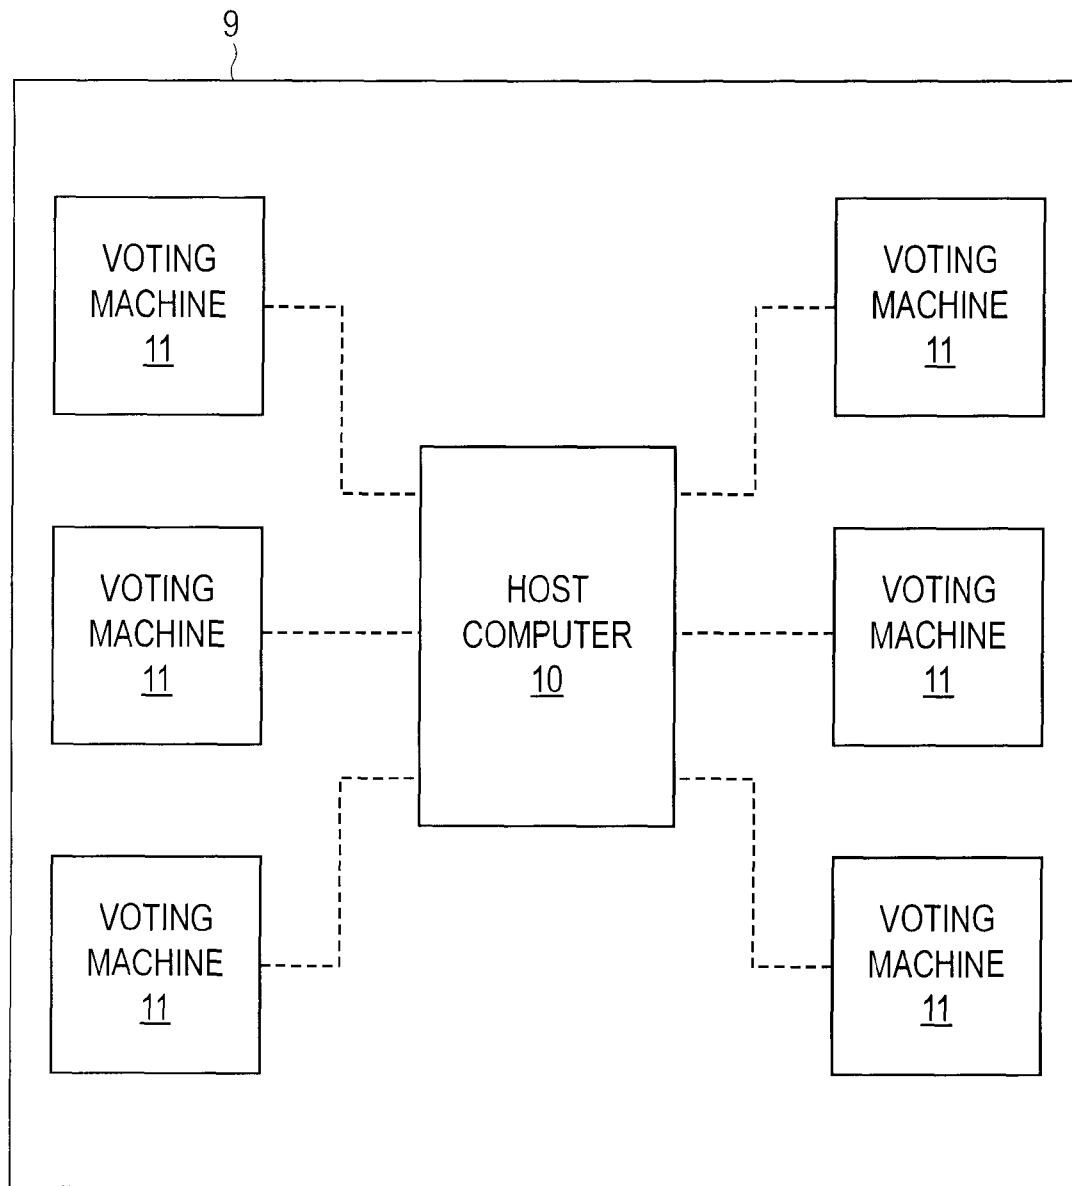 9
VOTING
MACHINE
11
VOTING
MACHINE
11
VOTING
MACHINE
11
HOST
COMPUTER
10
VOTING
MACHINE
11
VOTING
MACHINE
11
VOTING
MACHINE
11